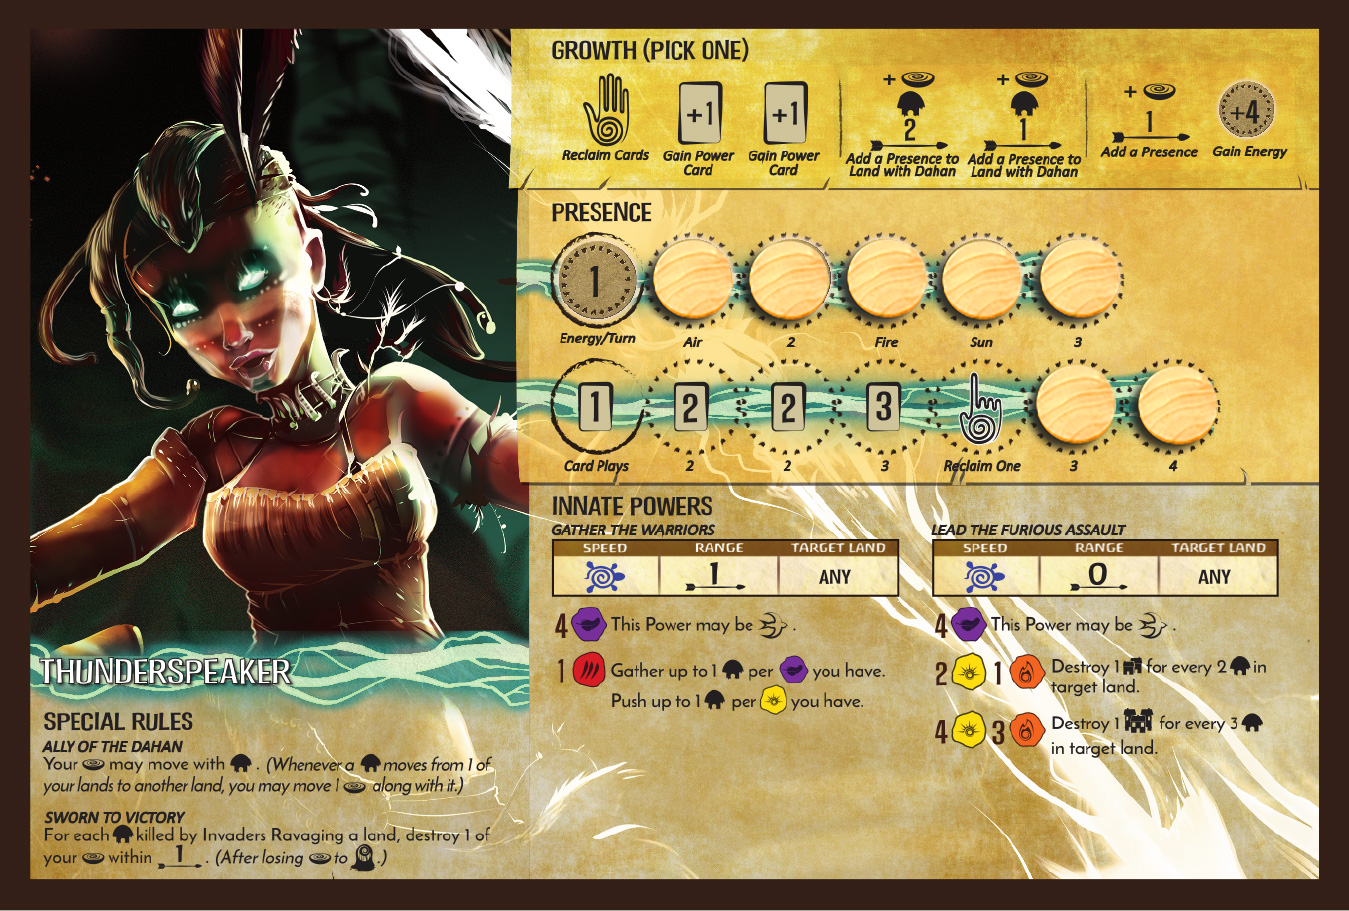 GROWTH (PICK ONE)
+1
+1
+
2
+
1
+
1
+4
Reclaim Cards
Gain Power
Card
Gain Power
Card
Add a Presence to
Land with Dahan
Add a Presence to
Land with Dahan
Add a Presence
Gain Energy
PRESENCE
1
Energy/Turn
Air
2
Fire
Sun
3
1
2
2
3
Card Plays
2
2
3
Reclaim One
3
4
INNATE POWERS
GATHER THE WARRIORS
SPEED RANGE TARGET LAND
1 ANY
4 This Power may be .
1 Gather up to 1 per you have.
Push up to 1 per you have.
LEAD THE FURIOUS ASSAULT
SPEED RANGE TARGET LAND
0 ANY
4 This Power may be .
2 1 Destroy 1 for every 2 in
target land.
4 3 Destroy 1 for every 3
in target land.
THUNDERSPEAKER
SPECIAL RULES
ALLY OF THE DAHAN
Your may move with . (Whenever a moves from 1 of
your lands to another land, you may move 1 along with it.)
SWORN TO VICTORY
For each killed by Invaders Ravaging a land, destroy 1 of
your within 1 . (After losing to .)